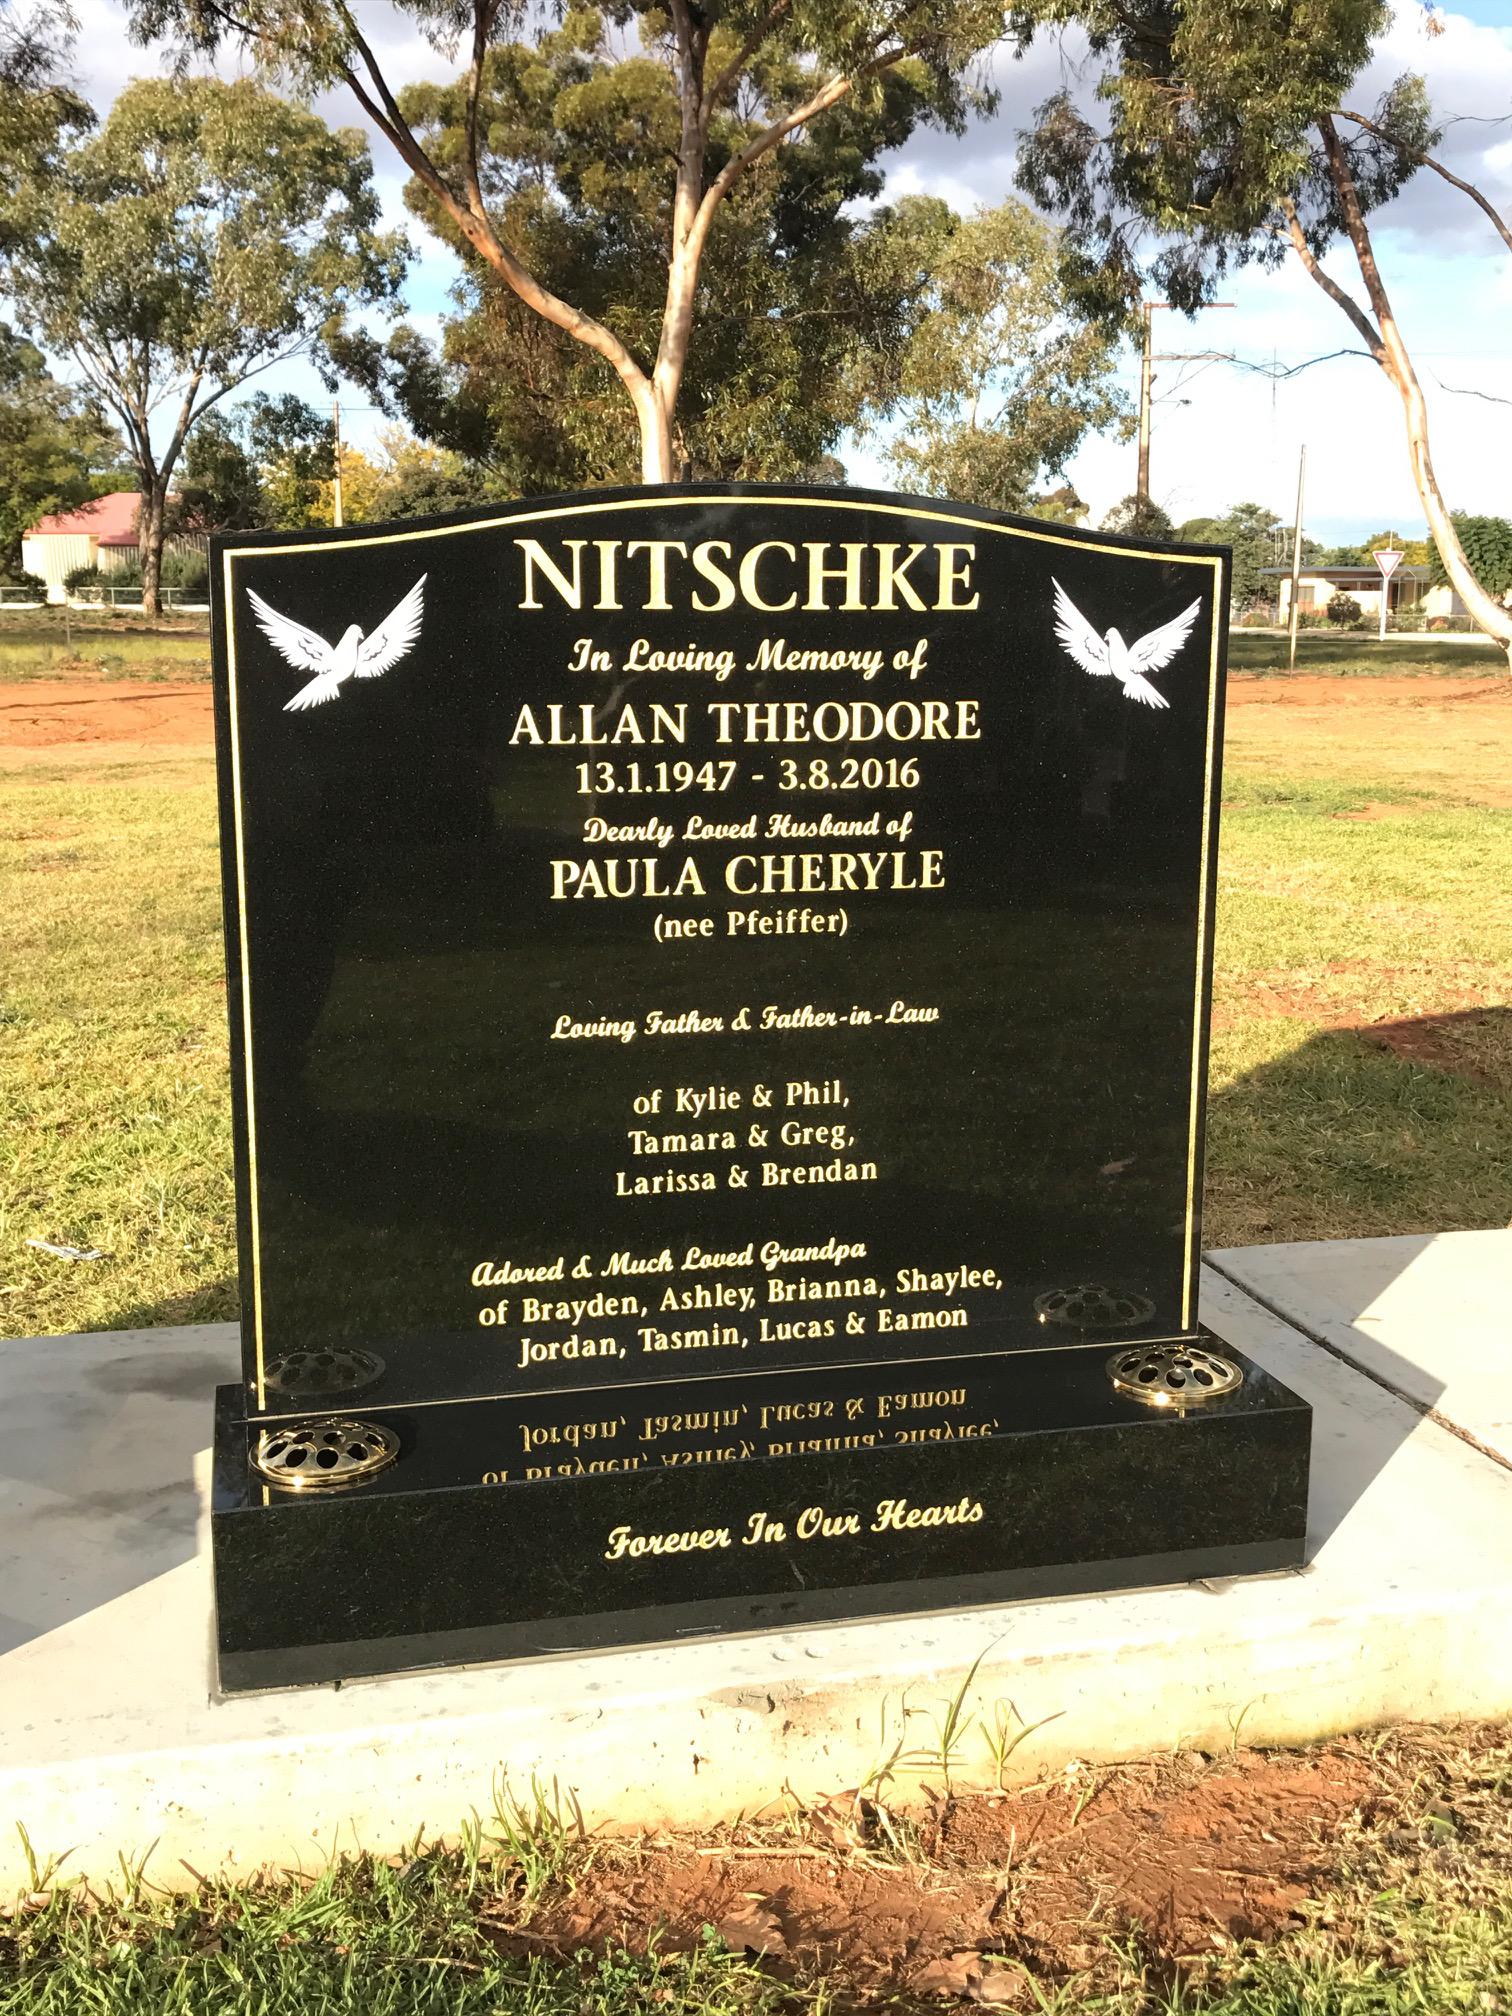 NITSCHKE
In Loving Memory of
ALLAN THEODORE
13.1.1947 - 3.8.2016
Dearly Loved Husband of
PAULA CHERYLE
(nee Pfeiffer)
Loving Father & Father-in-Law
of Kylie & Phil,
Tamara & Greg,
Larissa & Brendan
Adored & Much Loved Grandpa
of Brayden, Ashley, Brianna, Shaylee,
Jordan, Tasmin, Lucas & Eamon
Forever In Our Hearts